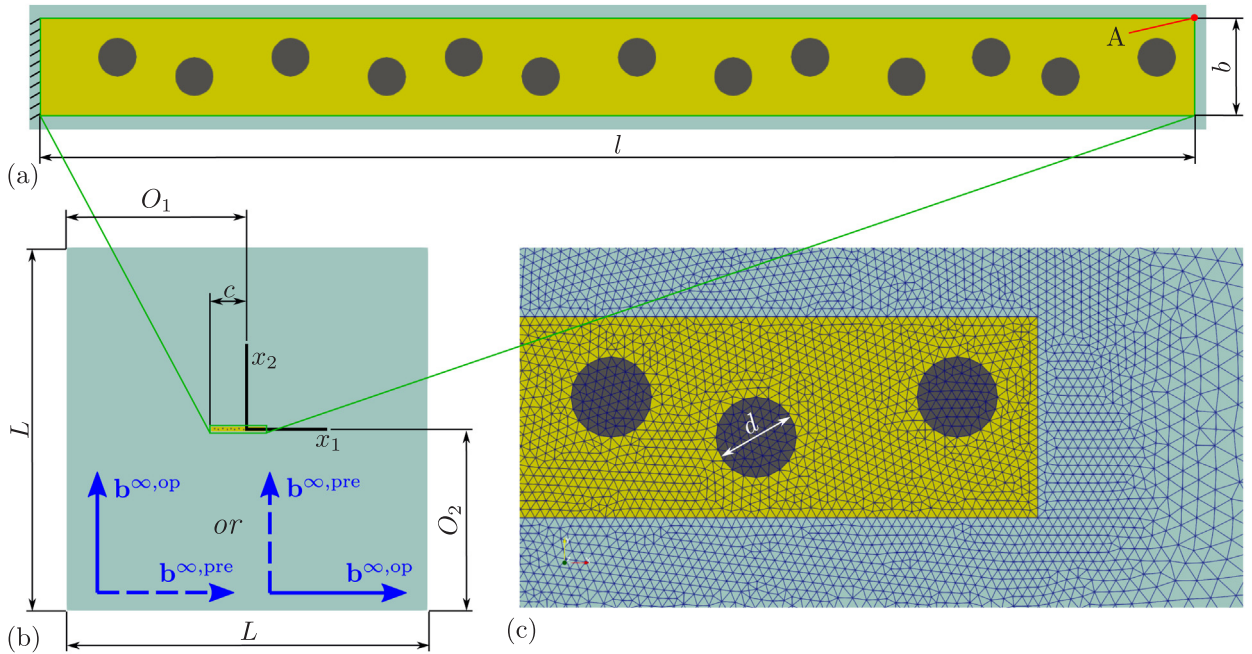 A
b
l
(a)
O₁
c
x₂
x₁
L
O₂
b^∞,op
b^∞,pre
or
b^∞,pre
b^∞,op
L
(b)
d
(c)